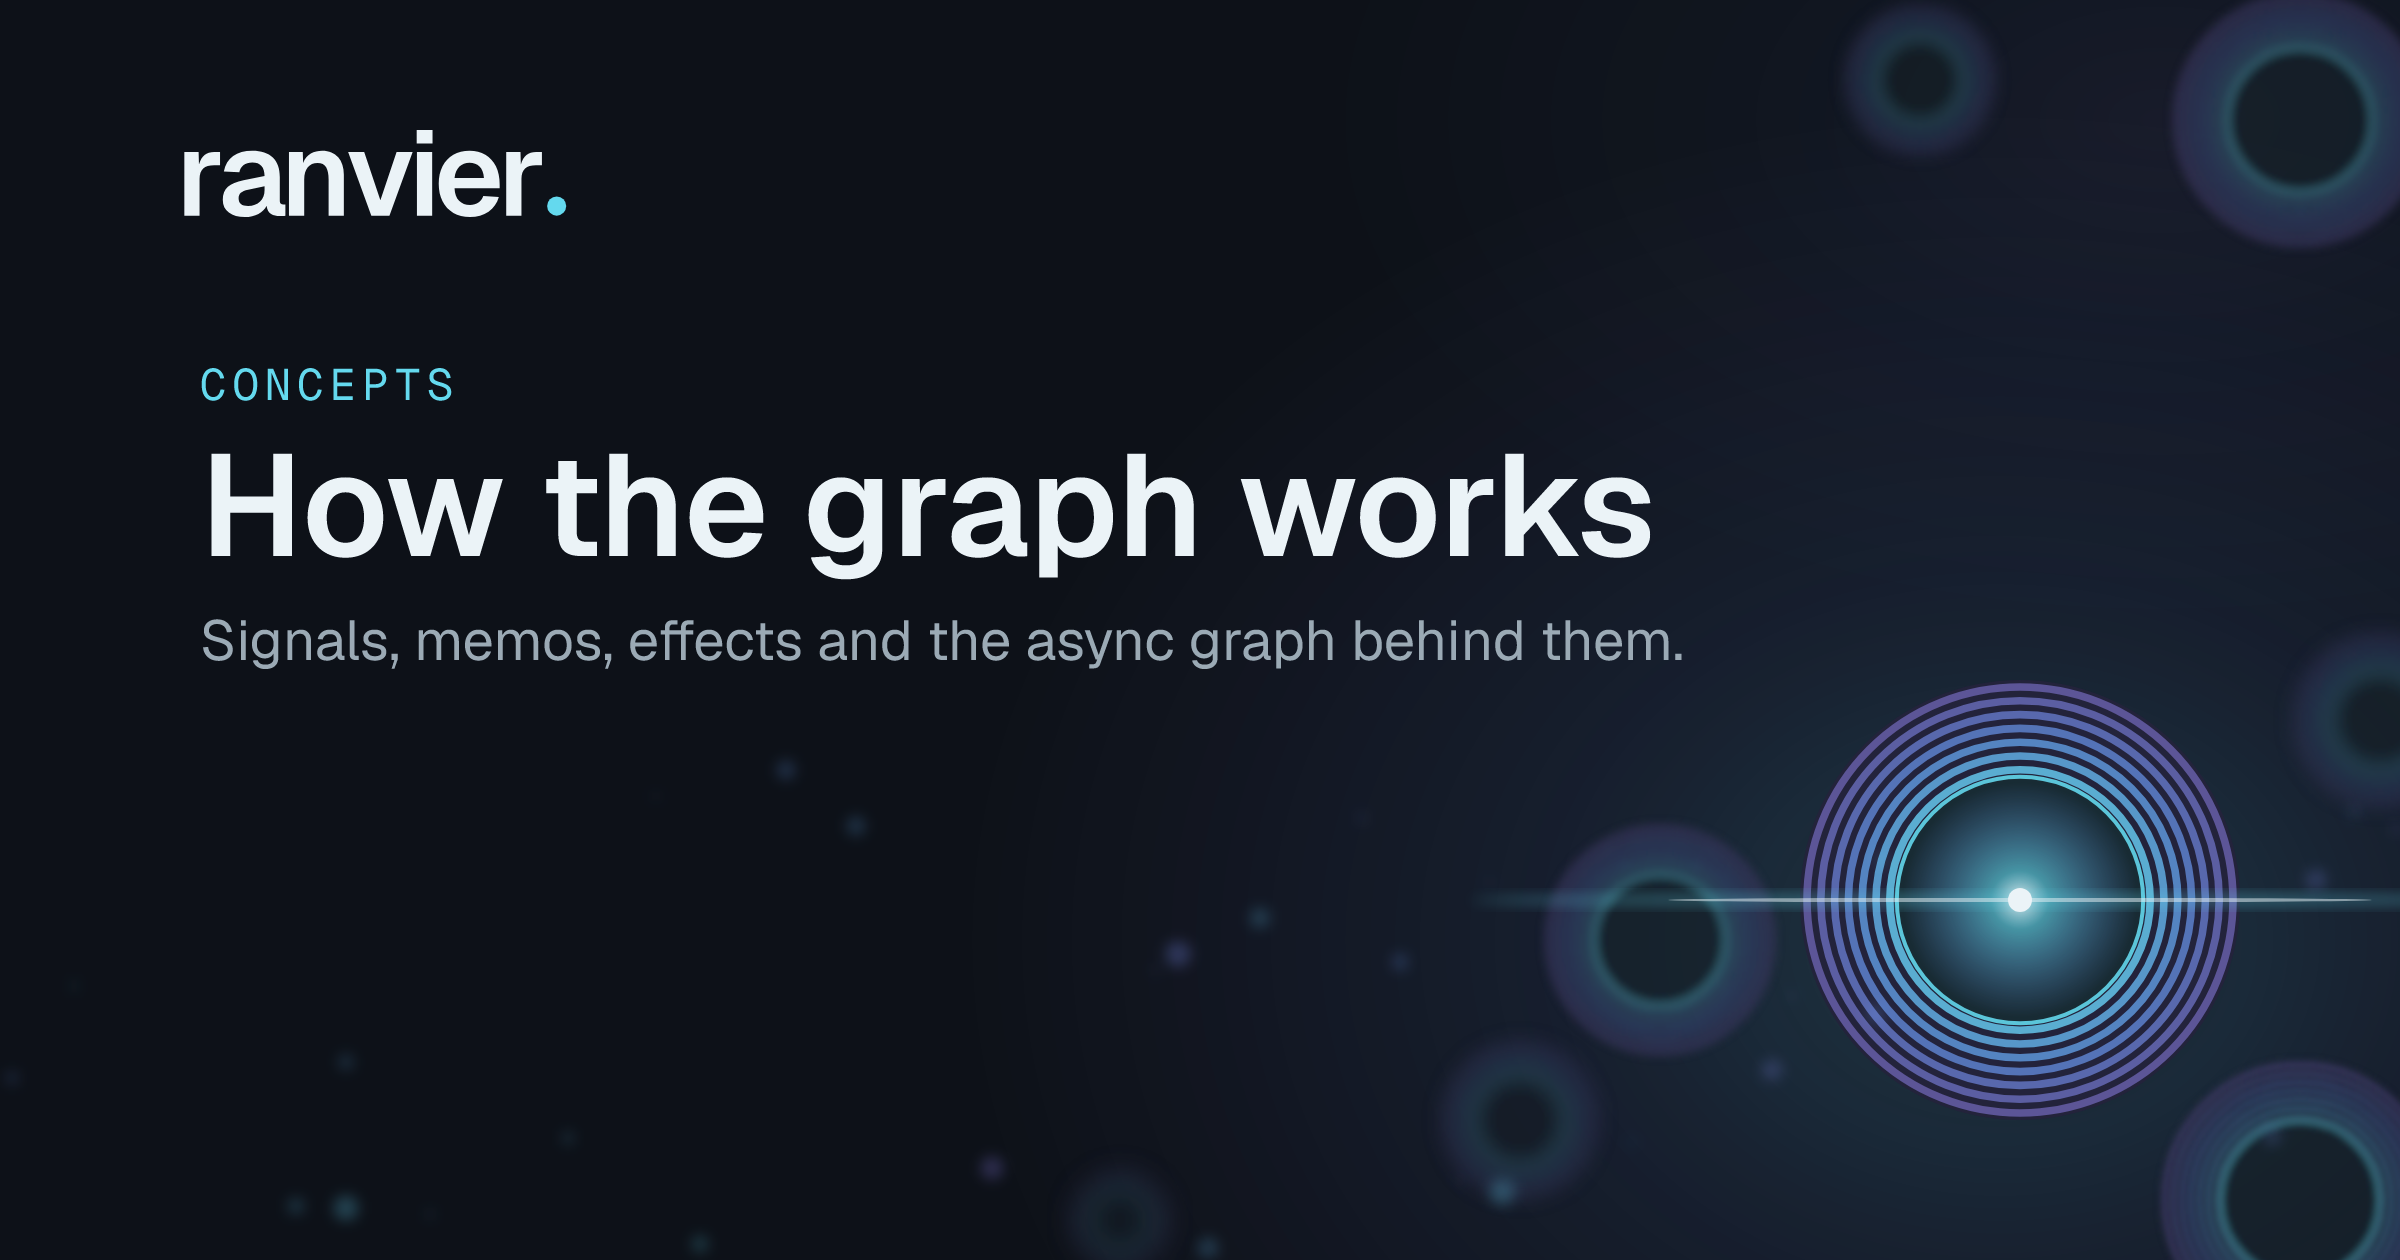 ranvier.
CONCEPTS
How the graph works
Signals, memos, effects and the async graph behind them.